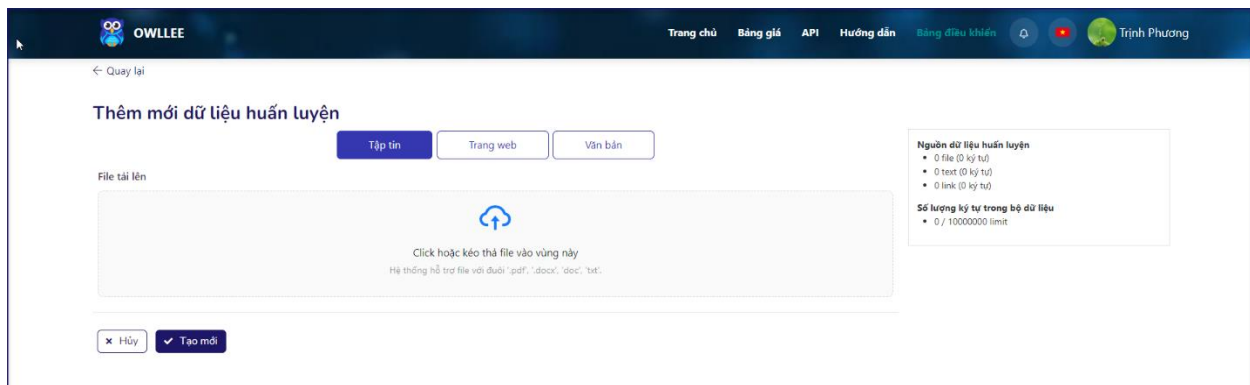 OWLLEE
Trang chủ Bảng giá API Hướng dẫn Bảng điều khiển Trịnh Phương
← Quay lại
Thêm mới dữ liệu huấn luyện
Tập tin Trang web Văn bản
File tải lên
Click hoặc kéo thả file vào vùng này
Hệ thống hỗ trợ file với đuôi '.pdf', '.docx', 'doc', 'txt'.
Nguồn dữ liệu huấn luyện
• 0 file (0 ký tự)
• 0 text (0 ký tự)
• 0 link (0 ký tự)
Số lượng ký tự trong bộ dữ liệu
• 0 / 10000000 limit
× Hủy ✓ Tạo mới